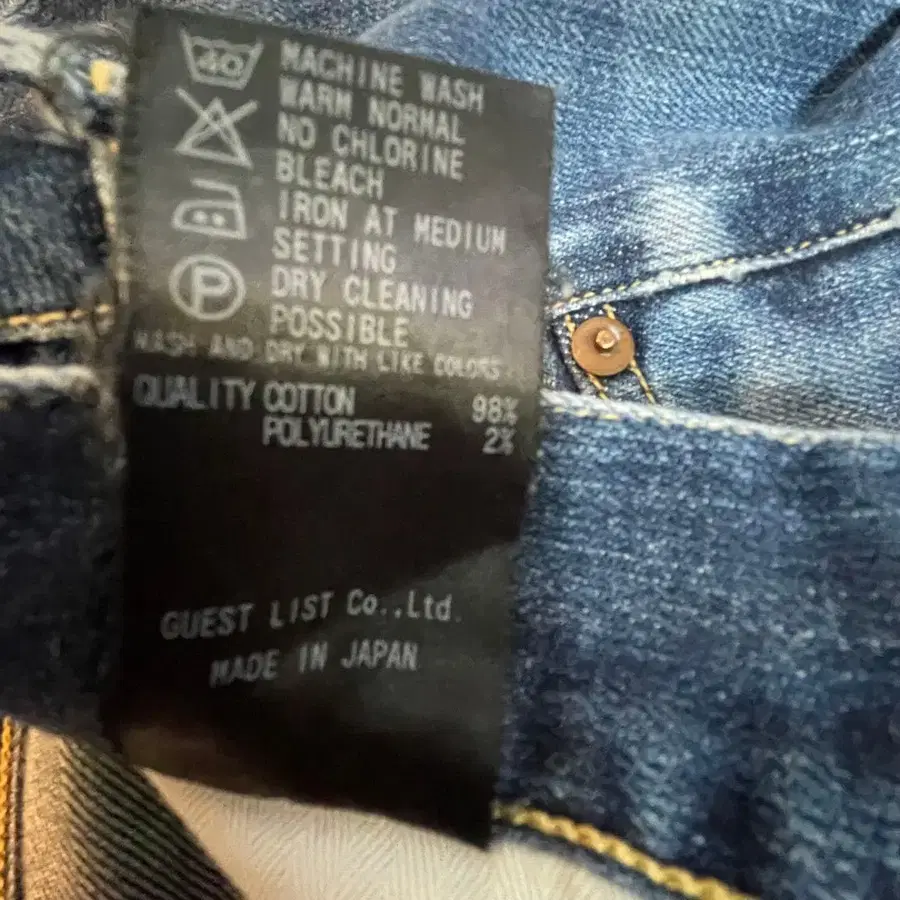 40
MACHINE WASH
WARM NORMAL
NO CHLORINE
BLEACH
IRON AT MEDIUM
SETTING
P
DRY CLEANING
POSSIBLE
WASH AND DRY WITH LIKE COLORS
QUALITY COTTON 98%
POLYURETHANE 2%
GUEST LIST Co.,Ltd.
MADE IN JAPAN